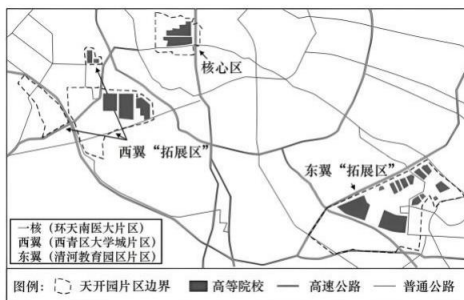 核心区
西翼“拓展区”
东翼“拓展区”
一核（环天南医大片区）
西翼（西青区大学城片区）
东翼（清河教育园区片区）
图例： 天开园片区边界 高等院校 高速公路 普通公路